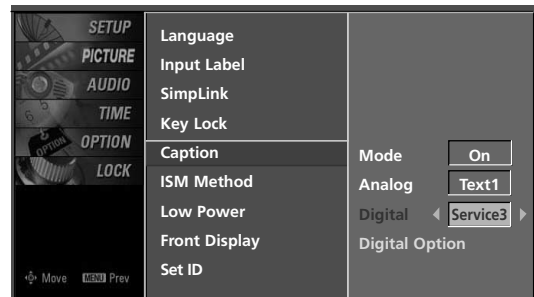 SETUP
PICTURE
AUDIO
TIME
OPTION
LOCK
Move MENU Prev
Language
Input Label
SimpLink
Key Lock
Caption
ISM Method
Low Power
Front Display
Set ID
Mode On
Analog Text1
Digital Service3
Digital Option